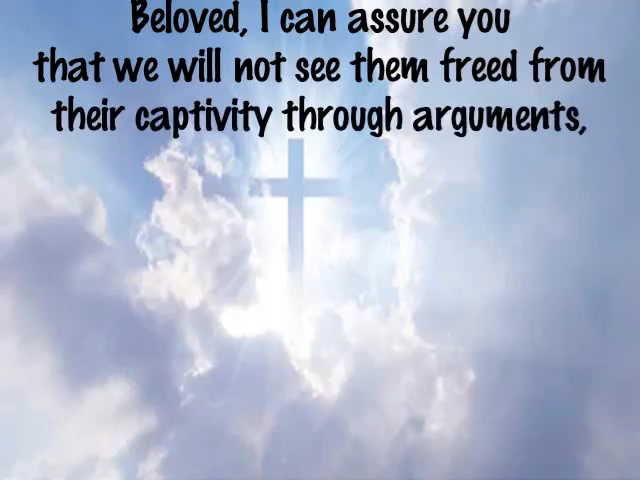 Beloved, I can assure you
that we will not see them freed from
their captivity through arguments,